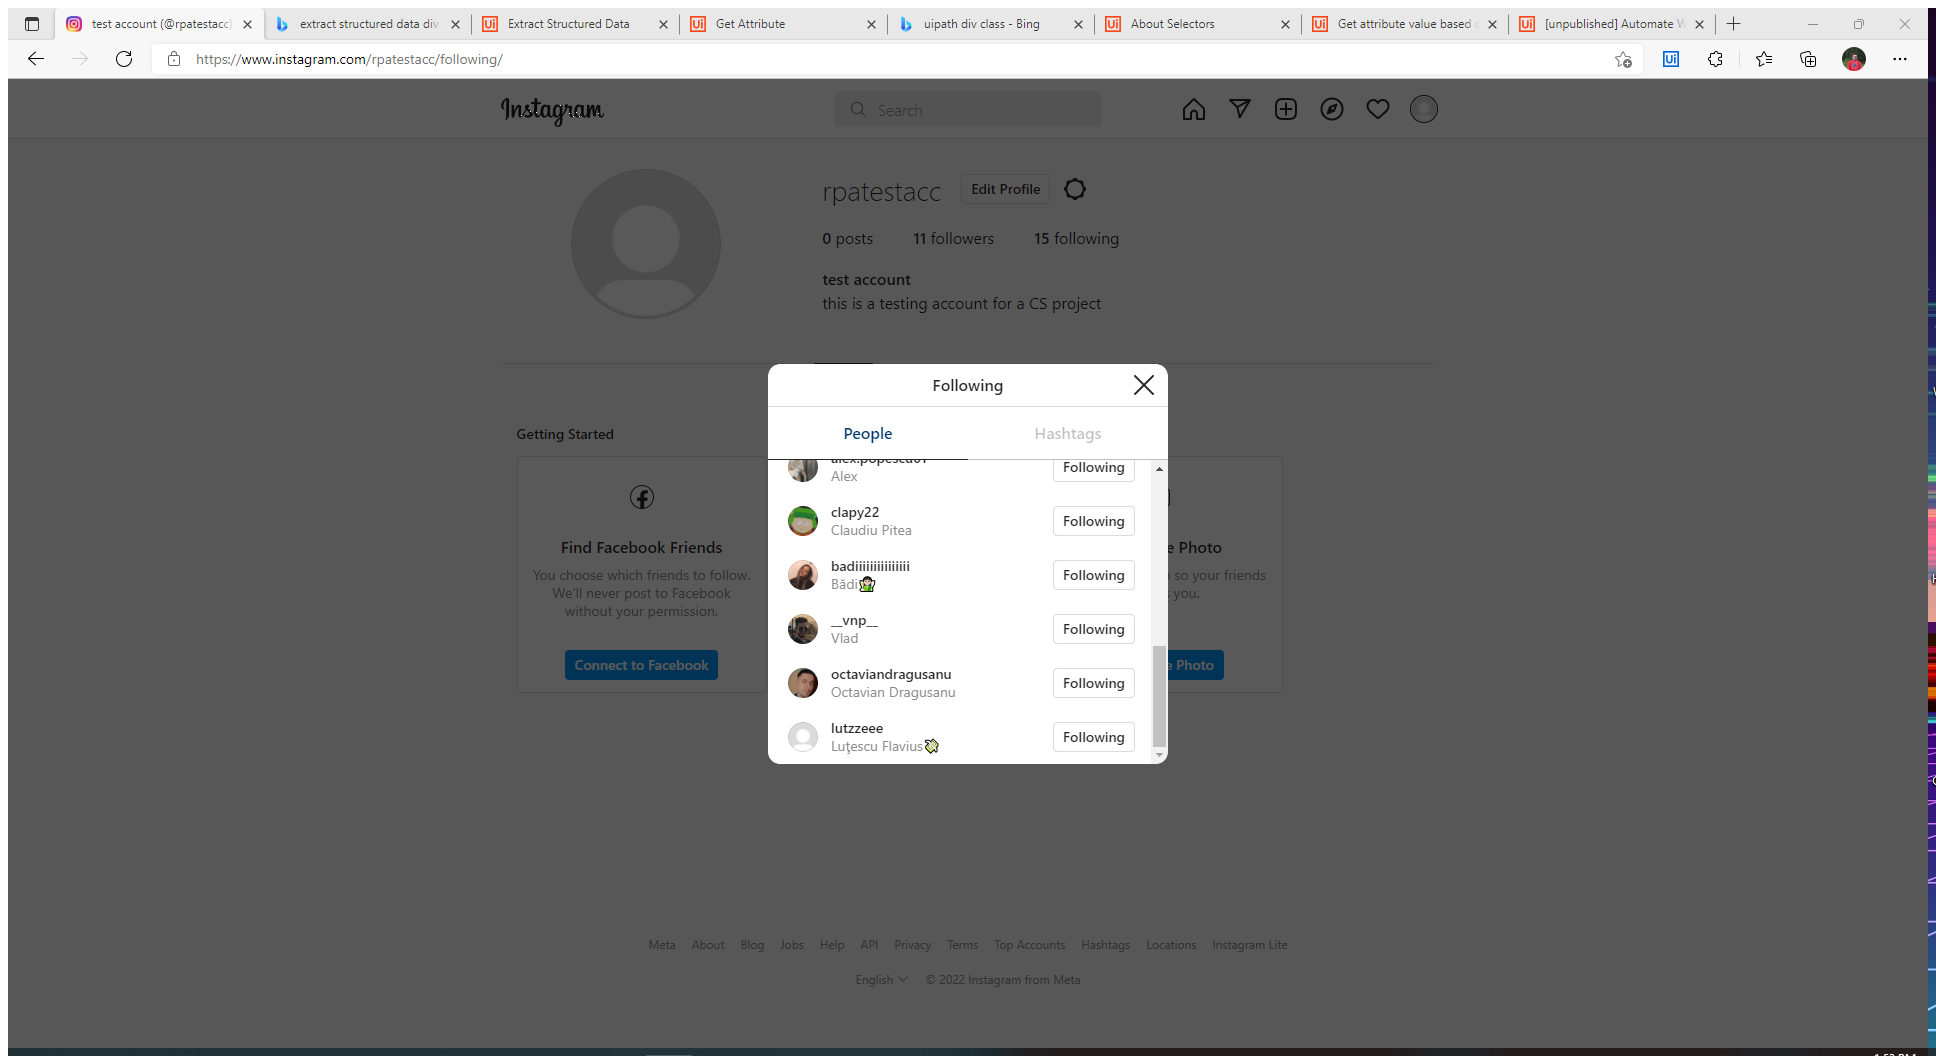 test account (@rpatestacc)
extract structured data div
Extract Structured Data
Get Attribute
uipath div class - Bing
About Selectors
Get attribute value based
[unpublished] Automate W
https://www.instagram.com/rpatestacc/following/
Ui
Instagram
Search
rpatestacc
Edit Profile
0 posts 11 followers 15 following
test account
this is a testing account for a CS project
Following
People
Hashtags
alex.popescu01
Alex
Following
clapy22
Claudiu Pitea
Following
badiiiiiiiiiiiiiii
Bădi
Following
__vnp__
Vlad
Following
octaviandragusanu
Octavian Dragusanu
Following
lutzzeee
Luțescu Flavius
Following
Getting Started
Find Facebook Friends
You choose which friends to follow.
We'll never post to Facebook
without your permission.
Connect to Facebook
e Photo
so your friends
you.
e Photo
Meta About Blog Jobs Help API Privacy Terms Top Accounts Hashtags Locations Instagram Lite
English © 2022 Instagram from Meta